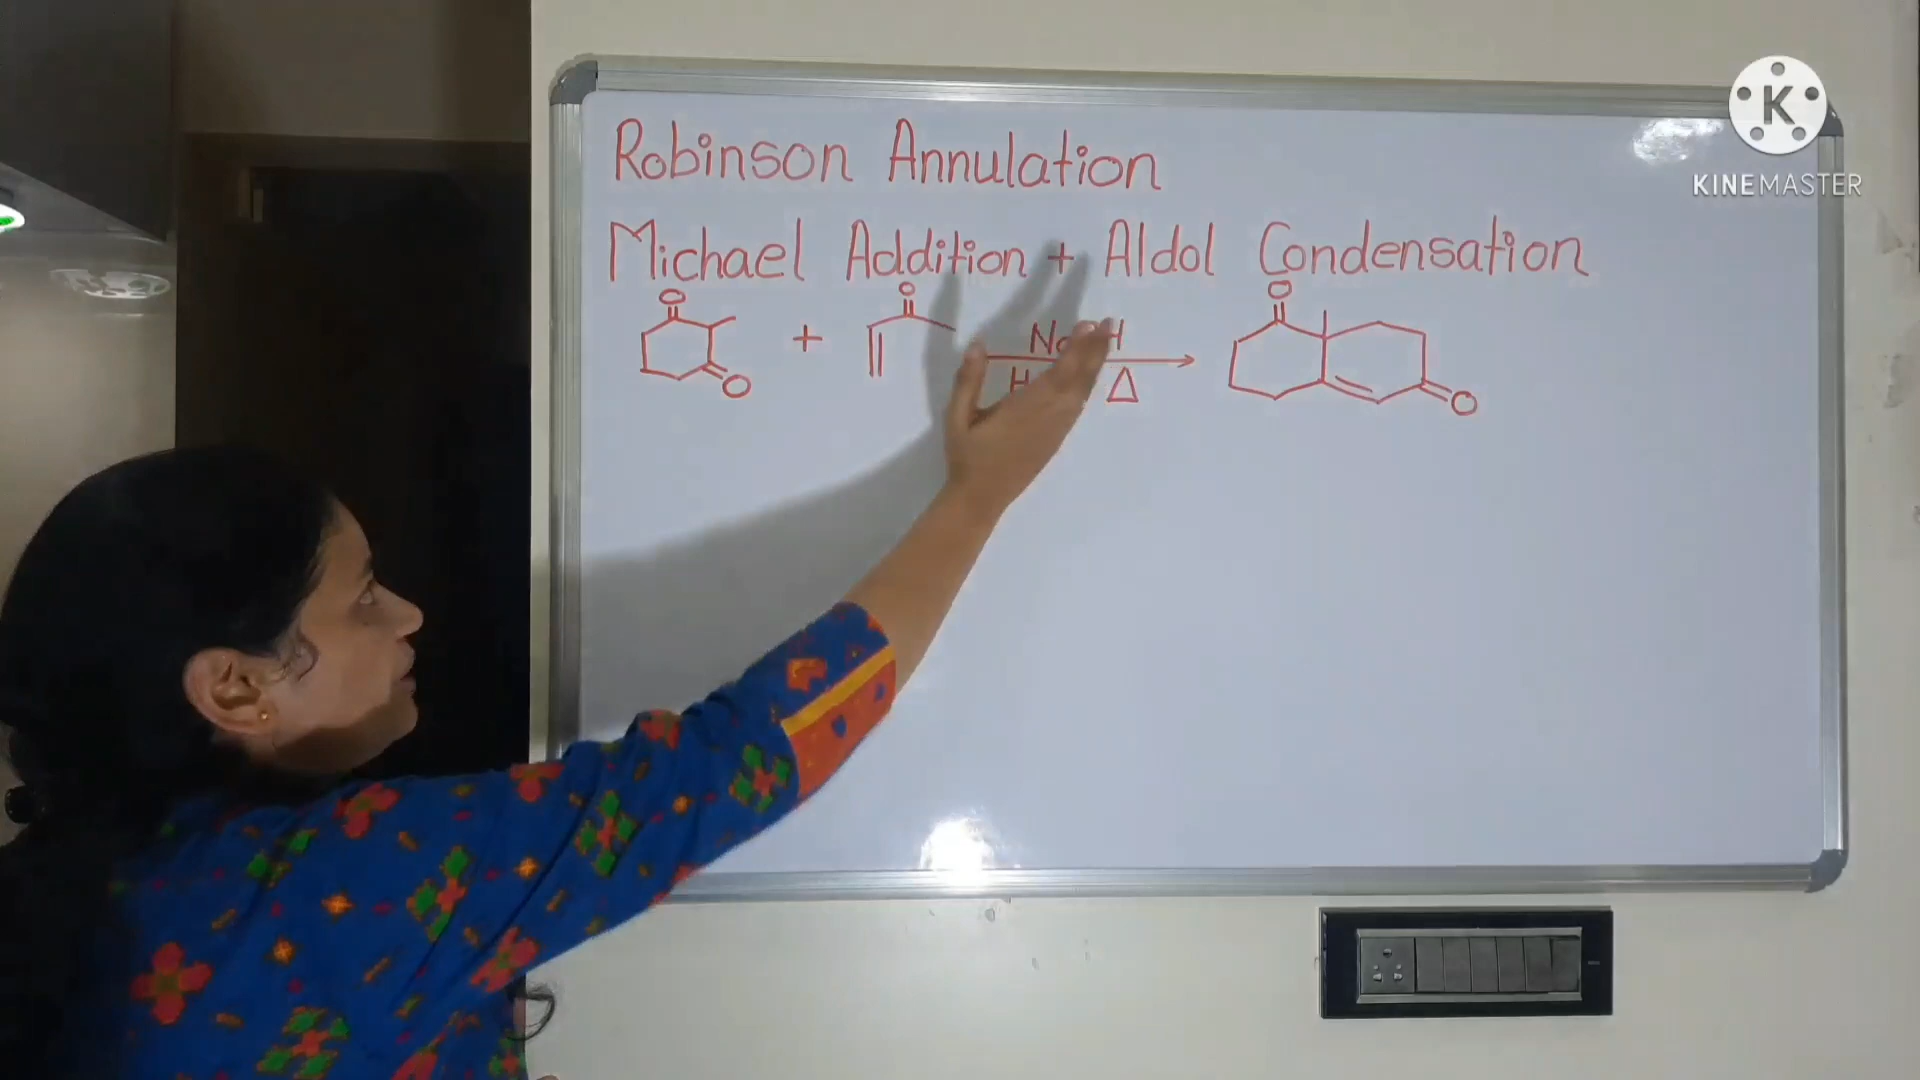 Robinson Annulation
Michael Addition + Aldol Condensation
O O O
+
Δ
O O
K
KINEMASTER